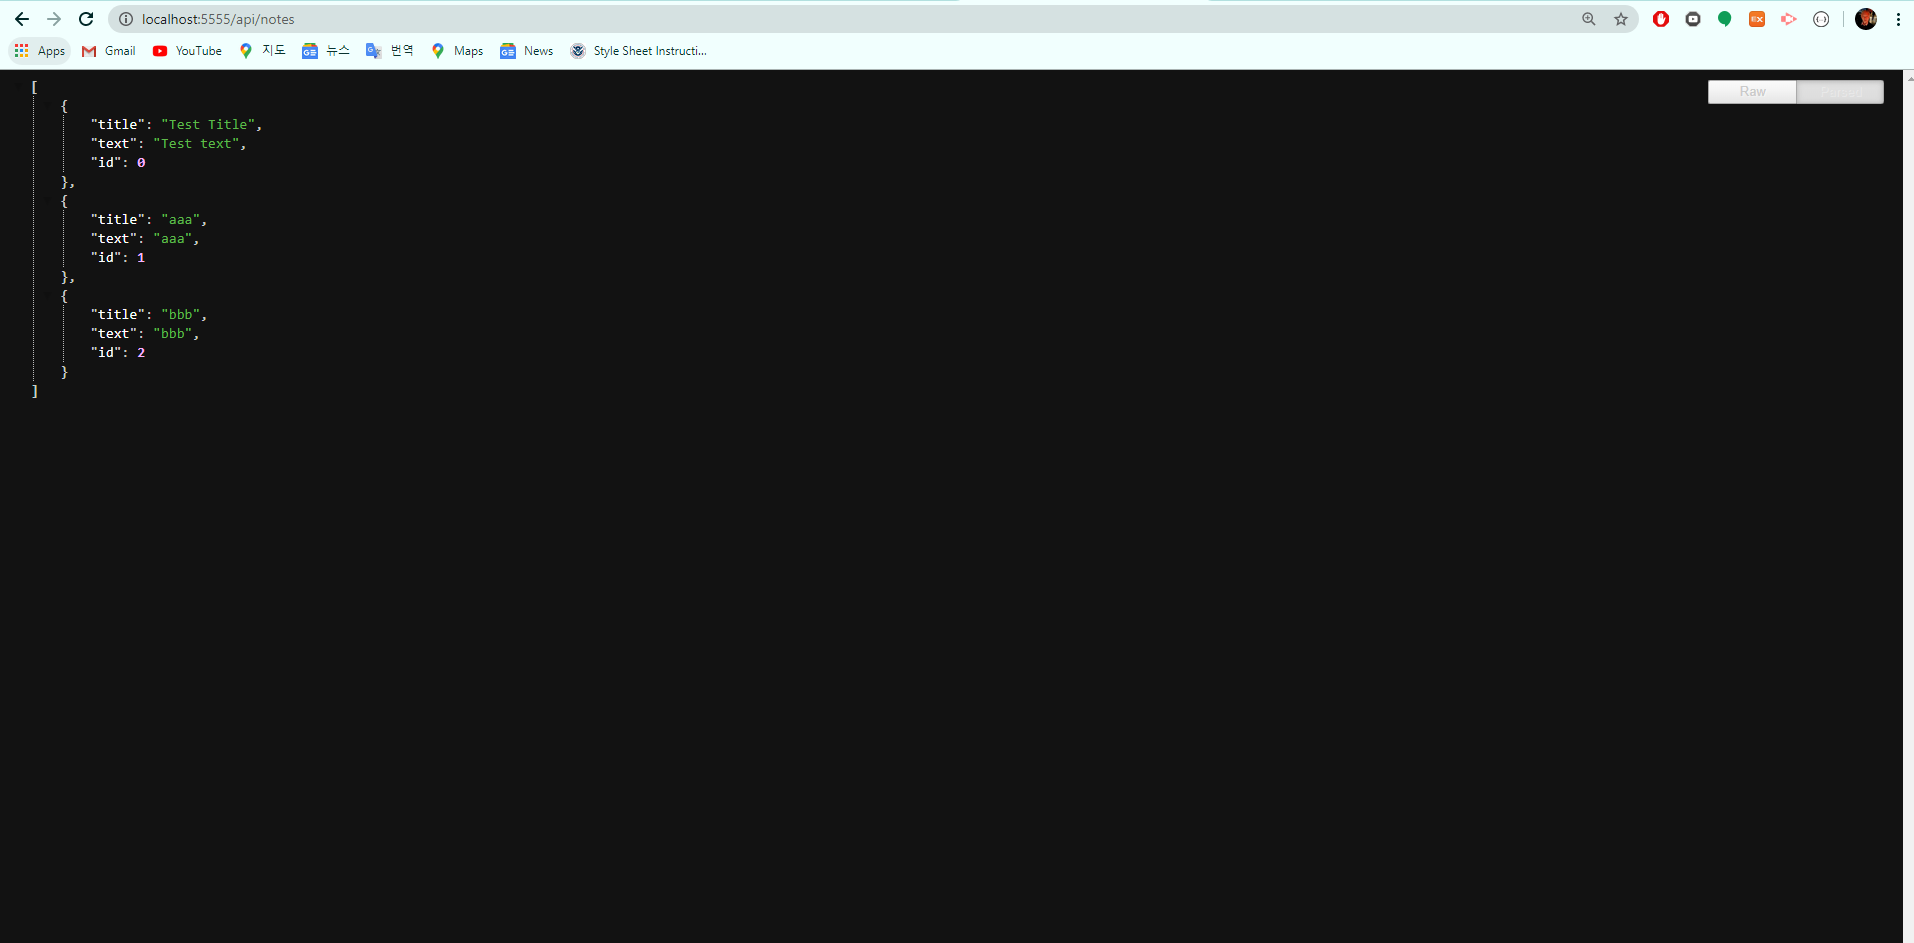 localhost:5555/api/notes
Apps Gmail YouTube 지도 뉴스 번역 Maps News Style Sheet Instructi...
Raw
[
{
"title": "Test Title",
"text": "Test text",
"id": 0
},
{
"title": "aaa",
"text": "aaa",
"id": 1
},
{
"title": "bbb",
"text": "bbb",
"id": 2
}
]